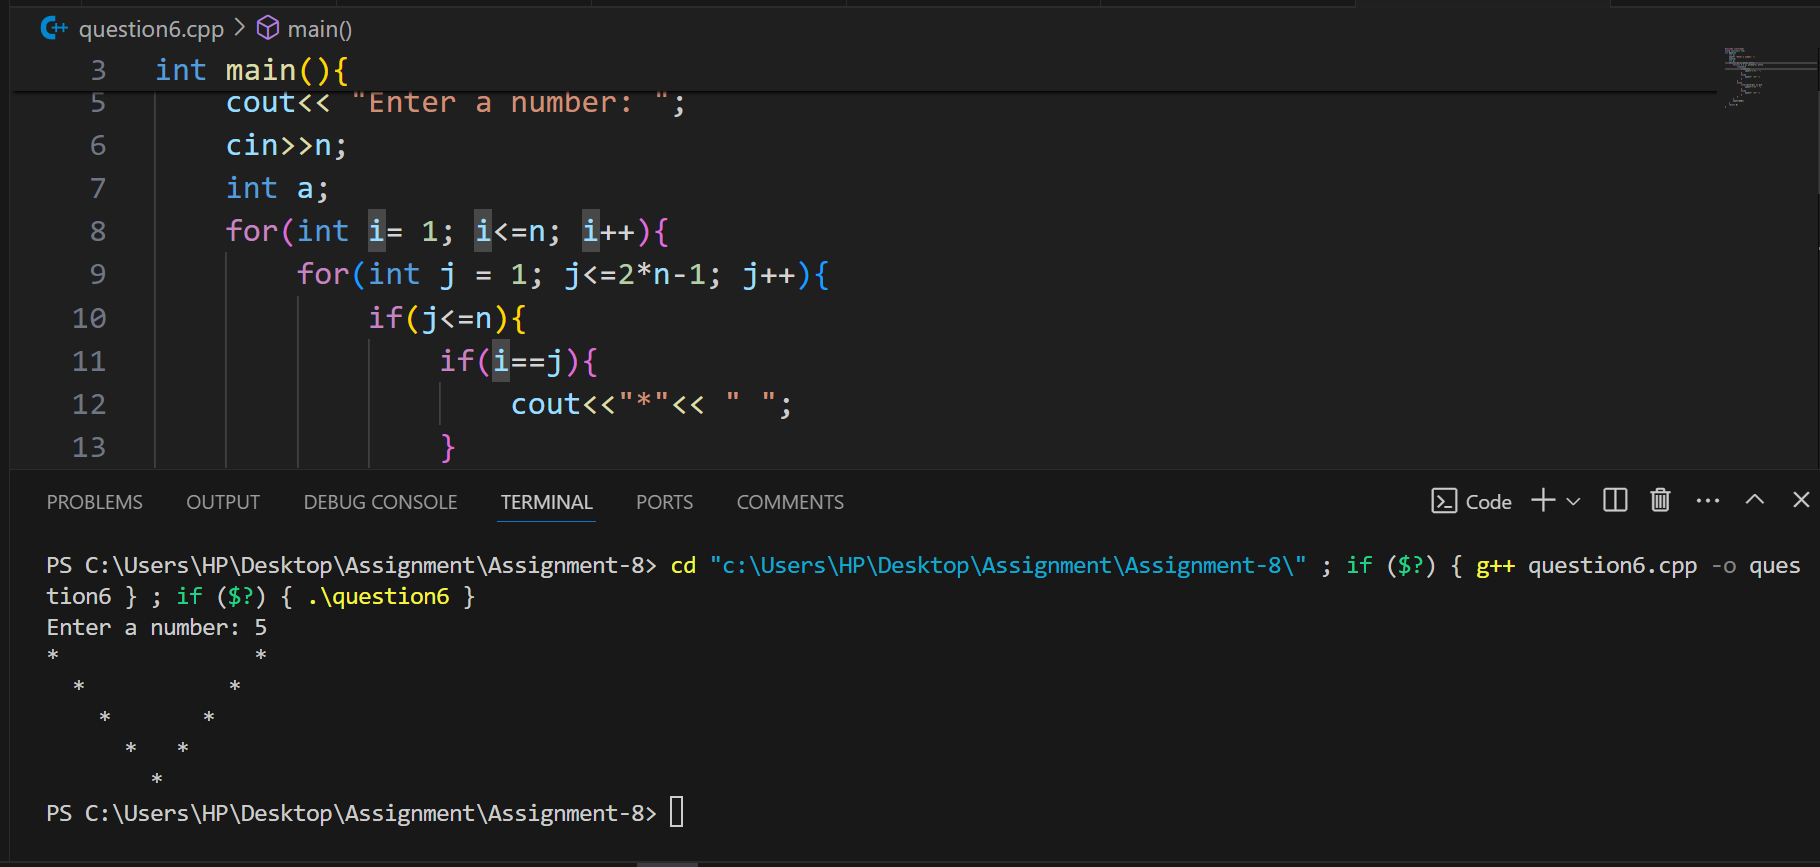 question6.cpp > main()
3 int main(){
5 cout<< "Enter a number: ";
6 cin>>n;
7 int a;
8 for(int i= 1; i<=n; i++){
9 for(int j = 1; j<=2*n-1; j++){
10 if(j<=n){
11 if(i==j){
12 cout<<"*"<< " ";
13 }
PROBLEMS OUTPUT DEBUG CONSOLE TERMINAL PORTS COMMENTS Code
PS C:\Users\HP\Desktop\Assignment\Assignment-8> cd "c:\Users\HP\Desktop\Assignment\Assignment-8\" ; if ($?) { g++ question6.cpp -o ques
tion6 } ; if ($?) { .\question6 }
Enter a number: 5
*               *
  *           *
    *       *
      *   *
        *
PS C:\Users\HP\Desktop\Assignment\Assignment-8>